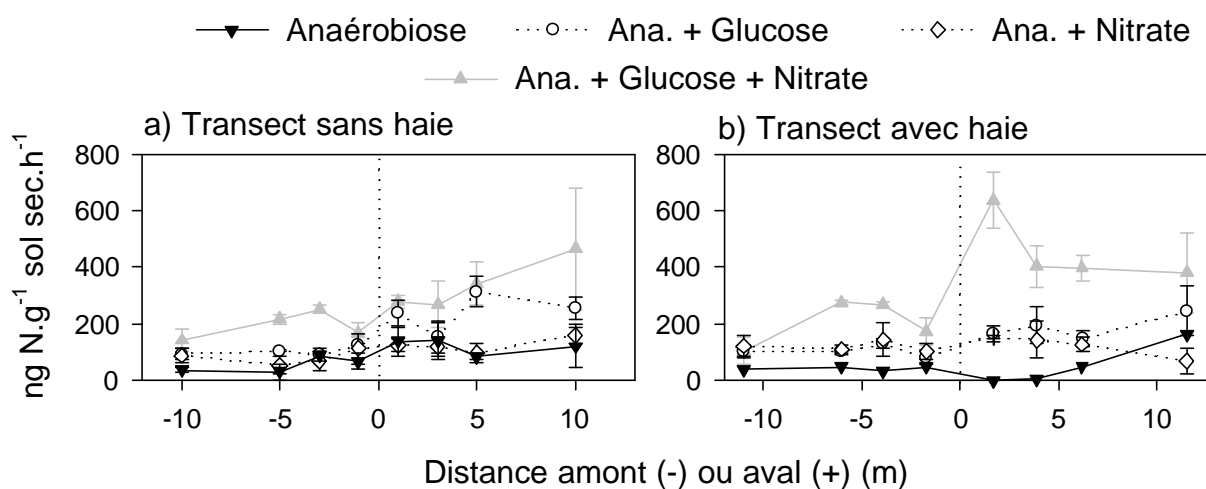 Anaérobiose Ana. + Glucose Ana. + Nitrate
Ana. + Glucose + Nitrate
a) Transect sans haie b) Transect avec haie
ng N.g⁻¹ sol sec.h⁻¹
800 800
600 600
400 400
200 200
0 0
-10 -5 0 5 10 -10 -5 0 5 10
Distance amont (-) ou aval (+) (m)